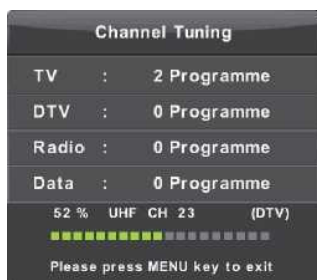 Channel Tuning
TV : 2 Programme
DTV : 0 Programme
Radio : 0 Programme
Data : 0 Programme
52 % UHF CH 23 (DTV)
Please press MENU key to exit